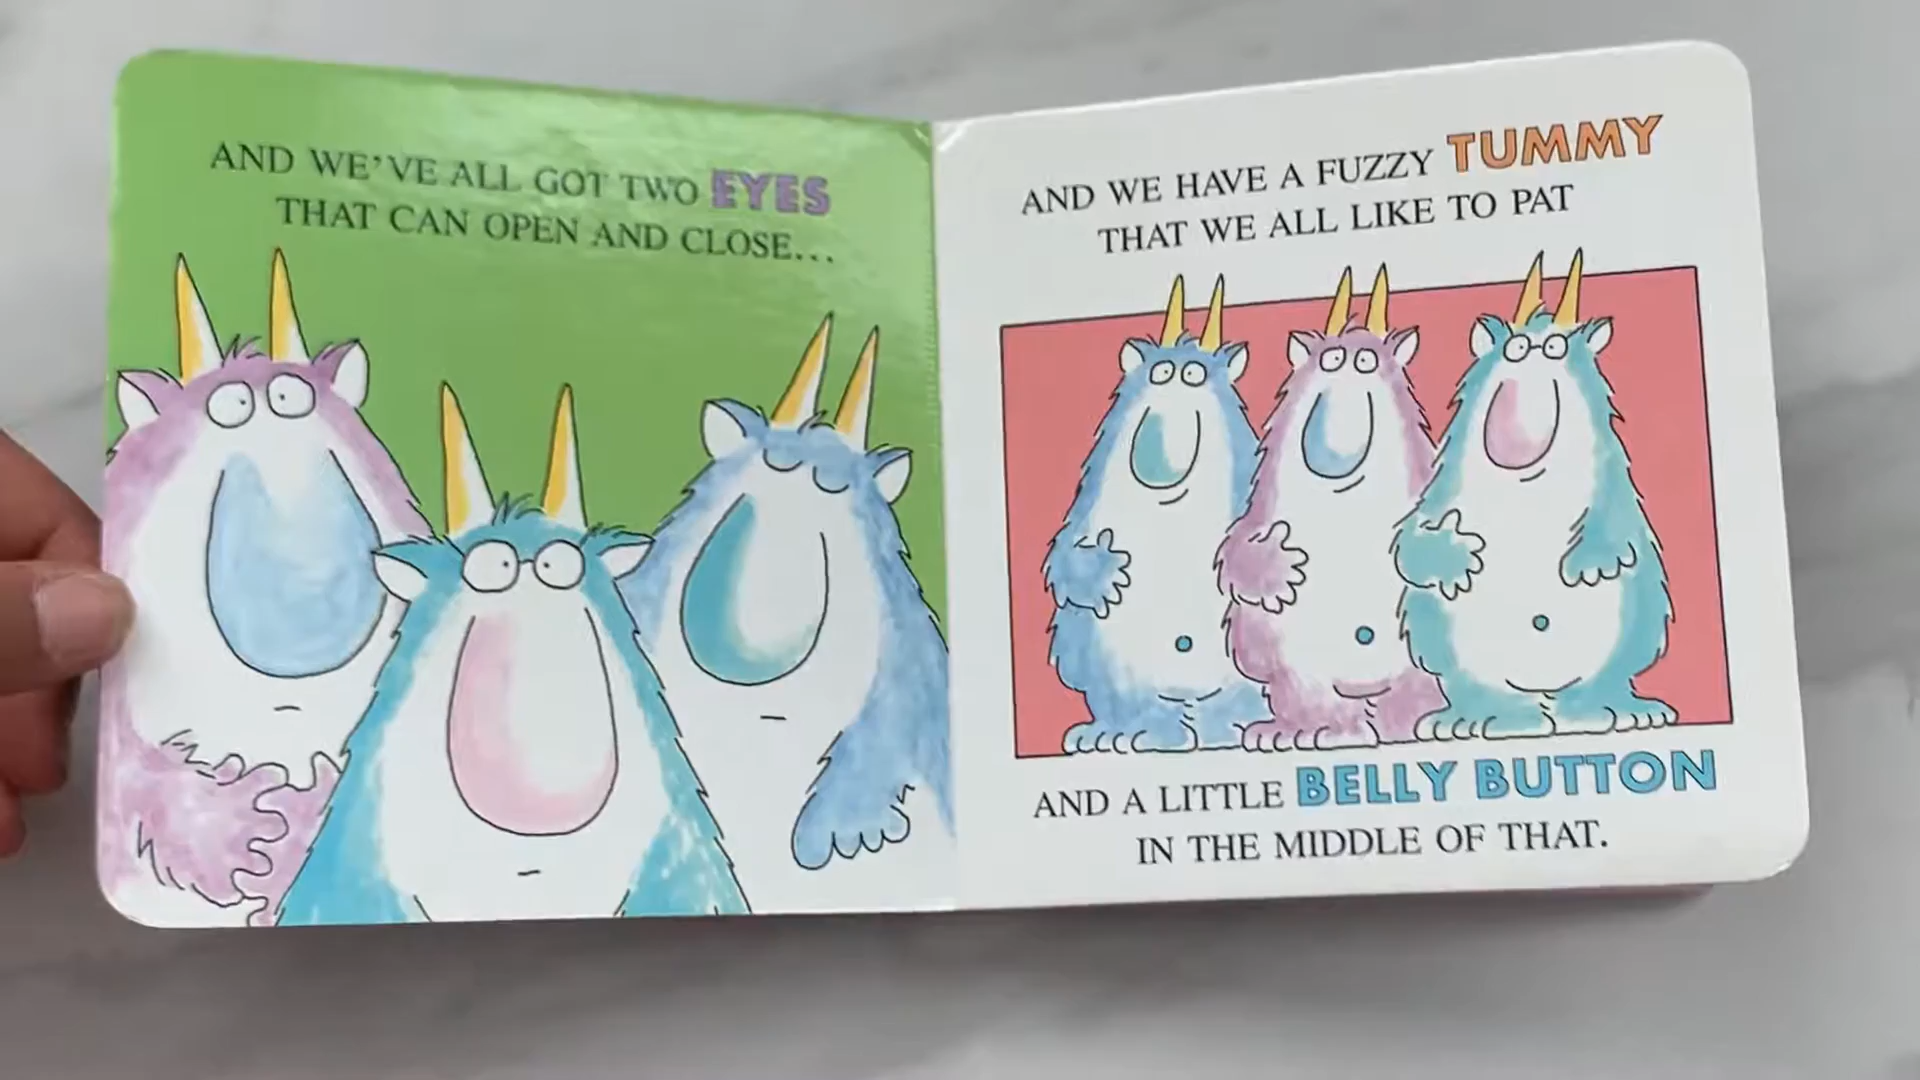 AND WE'VE ALL GOT TWO EYES
THAT CAN OPEN AND CLOSE...
AND WE HAVE A FUZZY TUMMY
THAT WE ALL LIKE TO PAT
AND A LITTLE BELLY BUTTON
IN THE MIDDLE OF THAT.